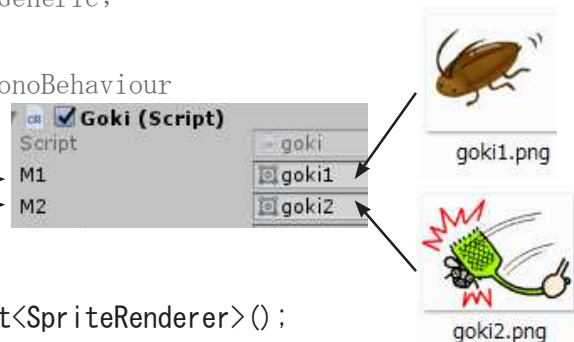 Generic;
onoBehaviour
Goki (Script)
Script goki
M1 goki1
M2 goki2
t<SpriteRenderer>();
goki1.png
goki2.png